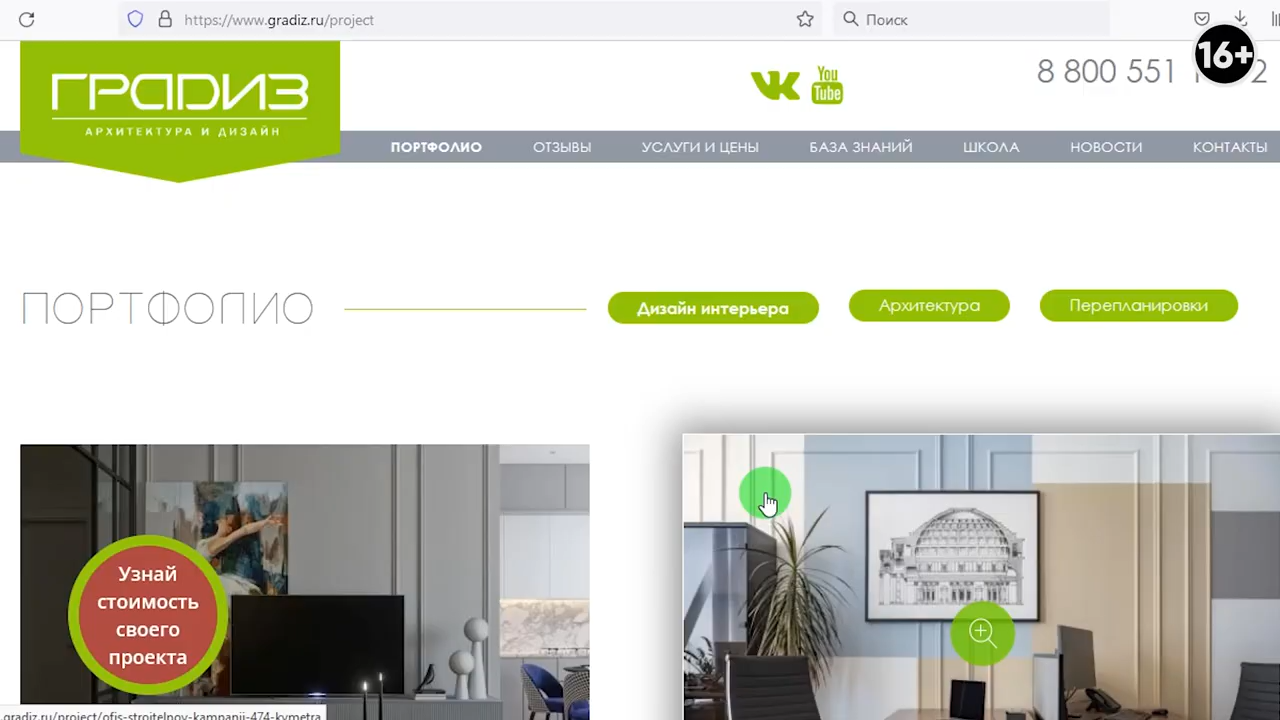 https://www.gradiz.ru/project
Поиск
16+
ГРАДИЗ
АРХИТЕКТУРА И ДИЗАЙН
You
Tube
8 800 551
ПОРТФОЛИО
ОТЗЫВЫ
УСЛУГИ И ЦЕНЫ
БАЗА ЗНАНИЙ
ШКОЛА
НОВОСТИ
КОНТАКТЫ
ПОРТФОЛИО
Дизайн интерьера
Архитектура
Перепланировки
Узнай
стоимость
своего
проекта
.gradiz.ru/project/ofis-stroitelnoy-kampanii-474-kvmetra